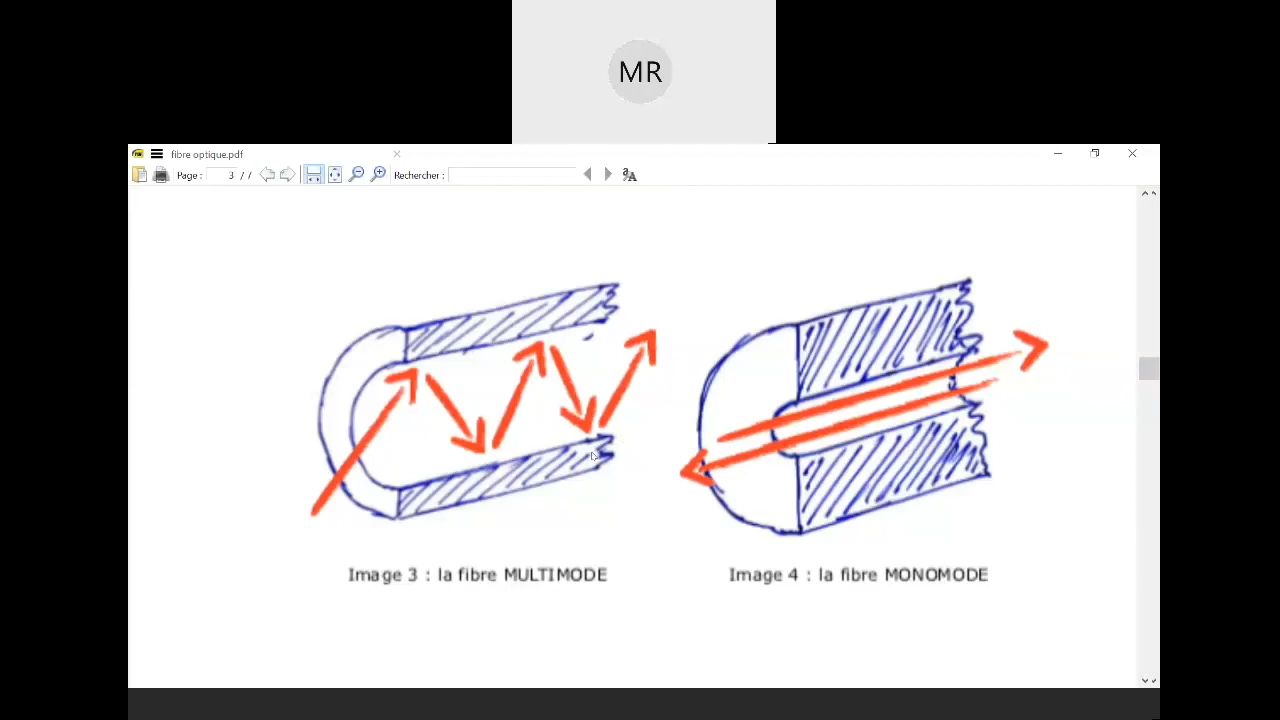 MR
fibre optique.pdf
Page : 3 / 7 Rechercher :
Image 3 : la fibre MULTIMODE
Image 4 : la fibre MONOMODE